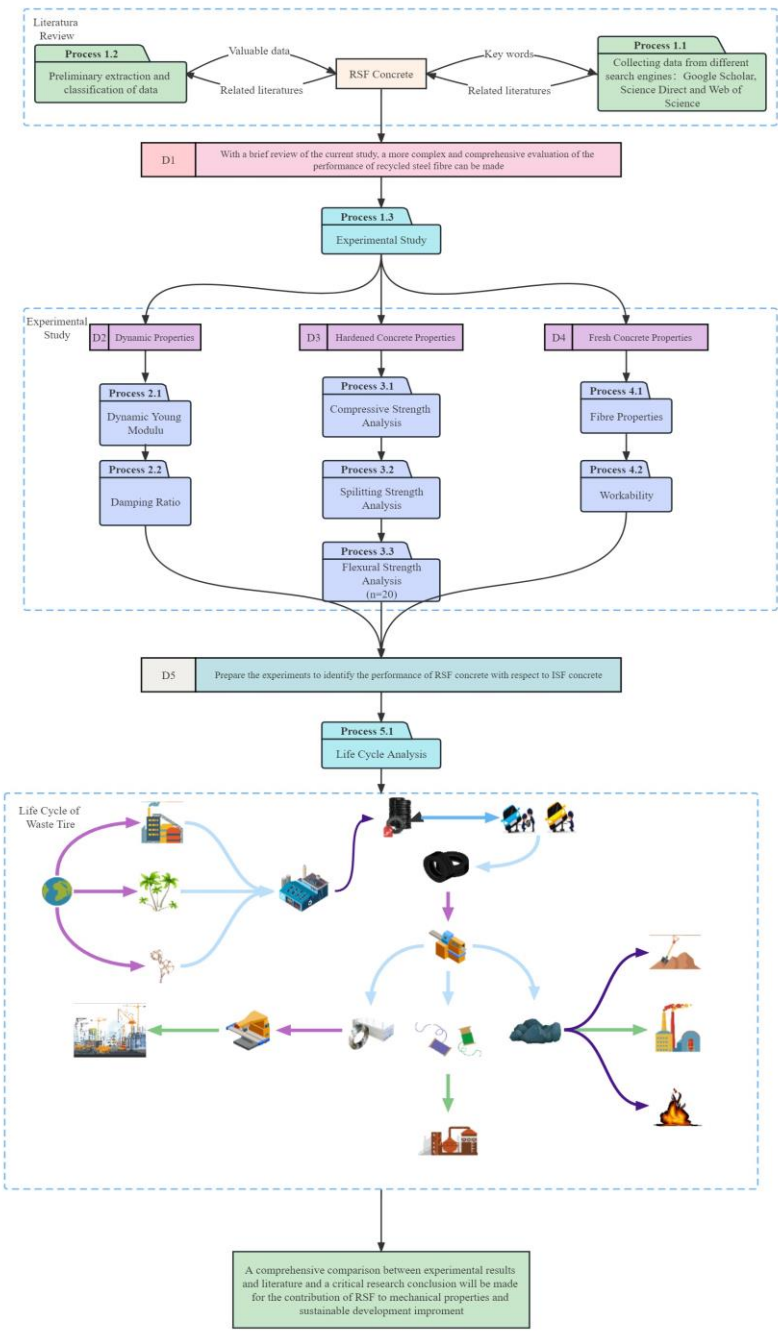 Literatura
Review
Process 1.2
Preliminary extraction and
classification of data
Valuable data
Related literatures
RSF Concrete
Key words
Related literatures
Process 1.1
Collecting data from different
search engines：Google Scholar,
Science Direct and Web of
Science
D1
With a brief review of the current study, a more complex and comprehensive evaluation of the
performance of recycled steel fibre can be made
Process 1.3
Experimental Study
Experimental
Study
D2
Dynamic Properties
D3
Hardened Concrete Properties
D4
Fresh Concrete Properties
Process 2.1
Dynamic Young
Modulu
Process 2.2
Damping Ratio
Process 3.1
Compressive Strength
Analysis
Process 3.2
Spilitting Strength
Analysis
Process 3.3
Flexural Strength
Analysis
(n=20)
Process 4.1
Fibre Properties
Process 4.2
Workability
D5
Prepare the experiments to identify the performance of RSF concrete with respect to ISF concrete
Process 5.1
Life Cycle Analysis
Life Cycle of
Waste Tire
A comprehensive comparison between experimental results
and literature and a critical research conclusion will be made
for the contribution of RSF to mechanical properties and
sustainable development improment